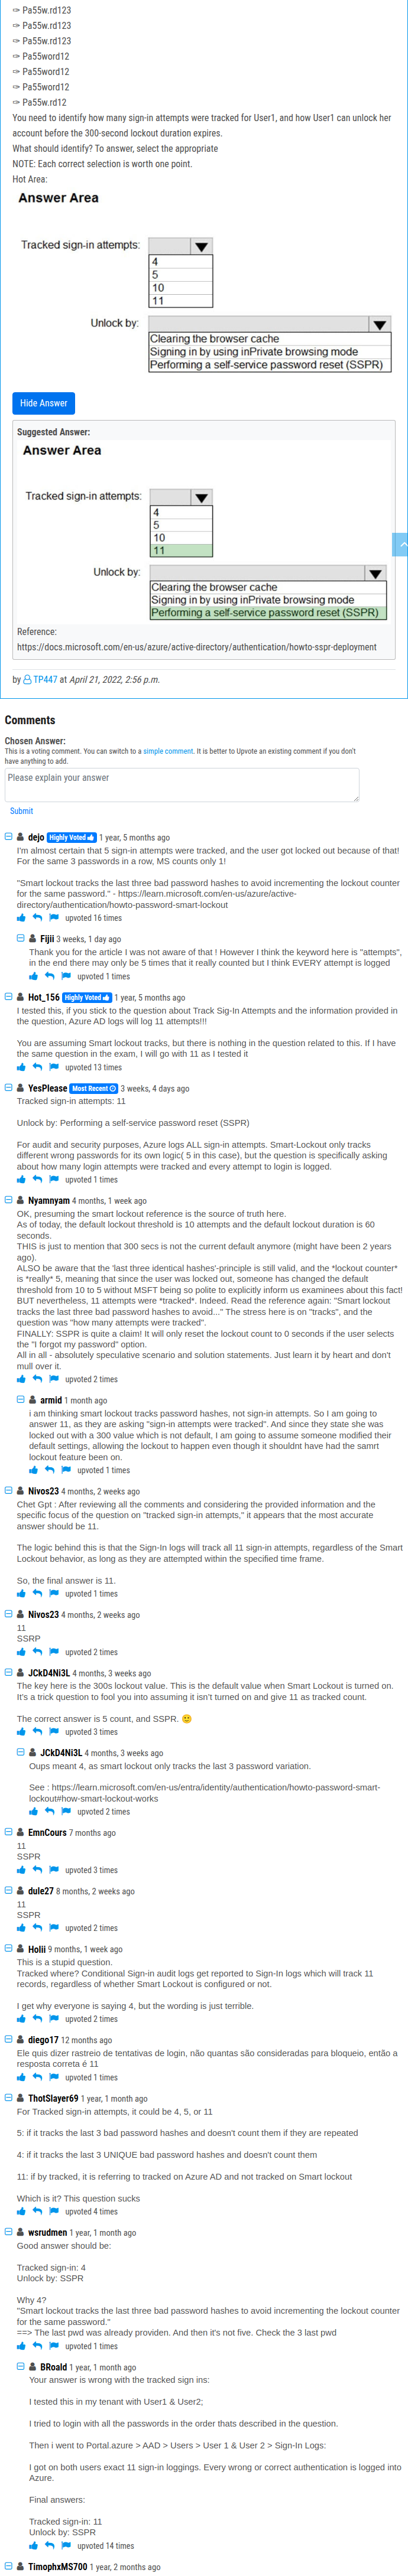 ✑ Pa55w.rd123
✑ Pa55w.rd123
✑ Pa55w.rd123
✑ Pa55word12
✑ Pa55word12
✑ Pa55word12
✑ Pa55w.rd12
You need to identify how many sign-in attempts were tracked for User1, and how User1 can unlock her
account before the 300-second lockout duration expires.
What should identify? To answer, select the appropriate
NOTE: Each correct selection is worth one point.
Hot Area:
Answer Area
Tracked sign-in attempts:
4
5
10
11
Unlock by:
Clearing the browser cache
Signing in by using inPrivate browsing mode
Performing a self-service password reset (SSPR)
Hide Answer
Suggested Answer:
Answer Area
Tracked sign-in attempts:
4
5
10
11
Unlock by:
Clearing the browser cache
Signing in by using inPrivate browsing mode
Performing a self-service password reset (SSPR)
Reference:
https://docs.microsoft.com/en-us/azure/active-directory/authentication/howto-sspr-deployment
by TP447 at April 21, 2022, 2:56 p.m.
Comments
Chosen Answer:
This is a voting comment. You can switch to a simple comment. It is better to Upvote an existing comment if you don't
have anything to add.
Please explain your answer
Submit
dejo Highly Voted 1 year, 5 months ago
I'm almost certain that 5 sign-in attempts were tracked, and the user got locked out because of that!
For the same 3 passwords in a row, MS counts only 1!
"Smart lockout tracks the last three bad password hashes to avoid incrementing the lockout counter
for the same password." - https://learn.microsoft.com/en-us/azure/active-
directory/authentication/howto-password-smart-lockout
upvoted 16 times
Fijii 3 weeks, 1 day ago
Thank you for the article I was not aware of that ! However I think the keyword here is "attepts",
in the end there may only be 5 times that it really counted but I think EVERY attempt is logged
upvoted 1 times
Hot_156 Highly Voted 1 year, 5 months ago
I tested this, if you stick to the question about Track Sig-In Attempts and the information provided in
the question, Azure AD logs will log 11 attempts!!!
You are assuming Smart lockout tracks, but there is nothing in the question related to this. If I have
the same question in the exam, I will go with 11 as I tested it
upvoted 13 times
YesPlease Most Recent 3 weeks, 4 days ago
Tracked sign-in attempts: 11
Unlock by: Performing a self-service password reset (SSPR)
For audit and security purposes, Azure logs ALL sign-in attempts. Smart-Lockout only tracks
different wrong passwords for its own logic( 5 in this case), but the question is specifically asking
about how many login attempts were tracked and every attempt to login is logged.
upvoted 1 times
Nyamnyam 4 months, 1 week ago
OK, presuming the smart lockout reference is the source of truth here.
As of today, the default lockout threshold is 10 attempts and the default lockout duration is 60
seconds.
THIS is just to mention that 300 secs is not the current default anymore (might have been 2 years
ago).
ALSO be aware that the 'last three identical hashes'-principle is still valid, and the *lockout counter*
is *really* 5, meaning that since the user was locked out, someone has changed the default
threshold from 10 to 5 without MSFT being so polite to explicitly inform us examinees about this fact!
BUT nevertheless, 11 attempts were *tracked*. Indeed. Read the reference again: "Smart lockout
tracks the last three bad password hashes to avoid..." The stress here is on "tracks", and the
question was "how many attempts were tracked".
FINALLY: SSPR is quite a claim! It will only reset the lockout count to 0 seconds if the user selects
the "I forgot my password" option.
All in all - absolutely speculative scenario and solution statements. Just learn it by heart and don't
mull over it.
upvoted 2 times
armid 1 month ago
i am thinking smart lockout tracks password hashes, not sign-in attempts. So I am going to
answer 11, as they are asking "sign-in attempts were tracked". And since they state she was
locked out with a 300 value which is not default, I am going to assume someone modified their
default settings, allowing the lockout to happen even though it shouldnt have had the samrt
lockout feature been on.
upvoted 1 times
Nivos23 4 months, 2 weeks ago
Chet Gpt : After reviewing all the comments and considering the provided information and the
specific focus of the question on "tracked sign-in attempts," it appears that the most accurate
answer should be 11.
The logic behind this is that the Sign-In logs will track all 11 sign-in attempts, regardless of the Smart
Lockout behavior, as long as they are attempted within the specified time frame.
So, the final answer is 11.
upvoted 1 times
Nivos23 4 months, 2 weeks ago
11
SSRP
upvoted 2 times
JCkD4Ni3L 4 months, 3 weeks ago
The key here is the 300s lockout value. This is the default value when Smart Lockout is turned on.
It's a trick question to fool you into assuming it isn't turned on and give 11 as tracked count.
The correct answer is 5 count, and SSPR. 🙂
upvoted 3 times
JCkD4Ni3L 4 months, 3 weeks ago
Oups meant 4, as smart lockout only tracks the last 3 password variation.
See : https://learn.microsoft.com/en-us/entra/identity/authentication/howto-password-smart-
lockout#how-smart-lockout-works
upvoted 2 times
EmnCours 7 months ago
11
SSPR
upvoted 3 times
dule27 8 months, 2 weeks ago
11
SSPR
upvoted 2 times
Holii 9 months, 1 week ago
This is a stupid question.
Tracked where? Conditional Sign-in audit logs get reported to Sign-In logs which will track 11
records, regardless of whether Smart Lockout is configured or not.
I get why everyone is saying 4, but the wording is just terrible.
upvoted 2 times
diego17 12 months ago
Ele quis dizer rastreio de tentativas de login, não quantas são consideradas para bloqueio, então a
resposta correta é 11
upvoted 1 times
ThotSlayer69 1 year, 1 month ago
For Tracked sign-in attempts, it could be 4, 5, or 11
5: if it tracks the last 3 bad password hashes and doesn't count them if they are repeated
4: if it tracks the last 3 UNIQUE bad password hashes and doesn't count them
11: if by tracked, it is referring to tracked on Azure AD and not tracked on Smart lockout
Which is it? This question sucks
upvoted 4 times
wsrudmen 1 year, 1 month ago
Good answer should be:
Tracked sign-in: 4
Unlock by: SSPR
Why 4?
"Smart lockout tracks the last three bad password hashes to avoid incrementing the lockout counter
for the same password."
==> The last pwd was already providen. And then it's not five. Check the 3 last pwd
upvoted 1 times
BRoald 1 year, 1 month ago
Your answer is wrong with the tracked sign ins:
I tested this in my tenant with User1 & User2;
I tried to login with all the passwords in the order thats described in the question.
Then i went to Portal.azure > AAD > Users > User 1 & User 2 > Sign-In Logs:
I got on both users exact 11 sign-in loggings. Every wrong or correct authentication is logged into
Azure.
Final answers:
Tracked sign-in: 11
Unlock by: SSPR
upvoted 14 times
TimophxMS700 1 year, 2 months ago